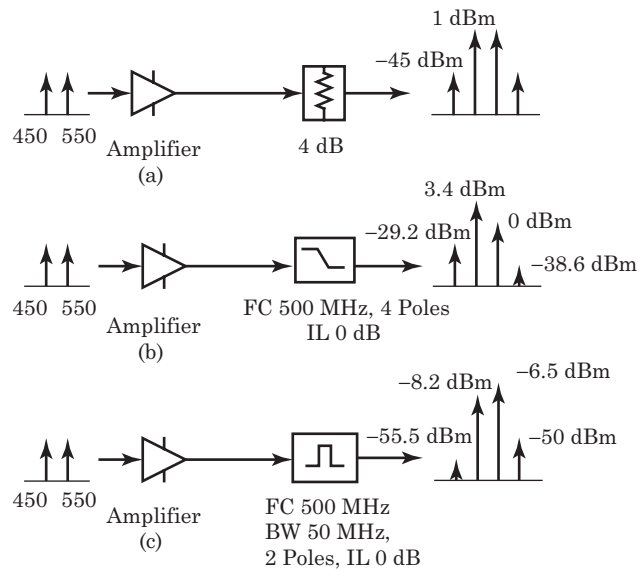 1 dBm
–45 dBm
450 550
Amplifier
4 dB
(a)
3.4 dBm
–29.2 dBm
0 dBm
–38.6 dBm
450 550
Amplifier
FC 500 MHz, 4 Poles
IL 0 dB
(b)
–6.5 dBm
–8.2 dBm
–55.5 dBm
–50 dBm
450 550
Amplifier
FC 500 MHz
BW 50 MHz,
2 Poles, IL 0 dB
(c)